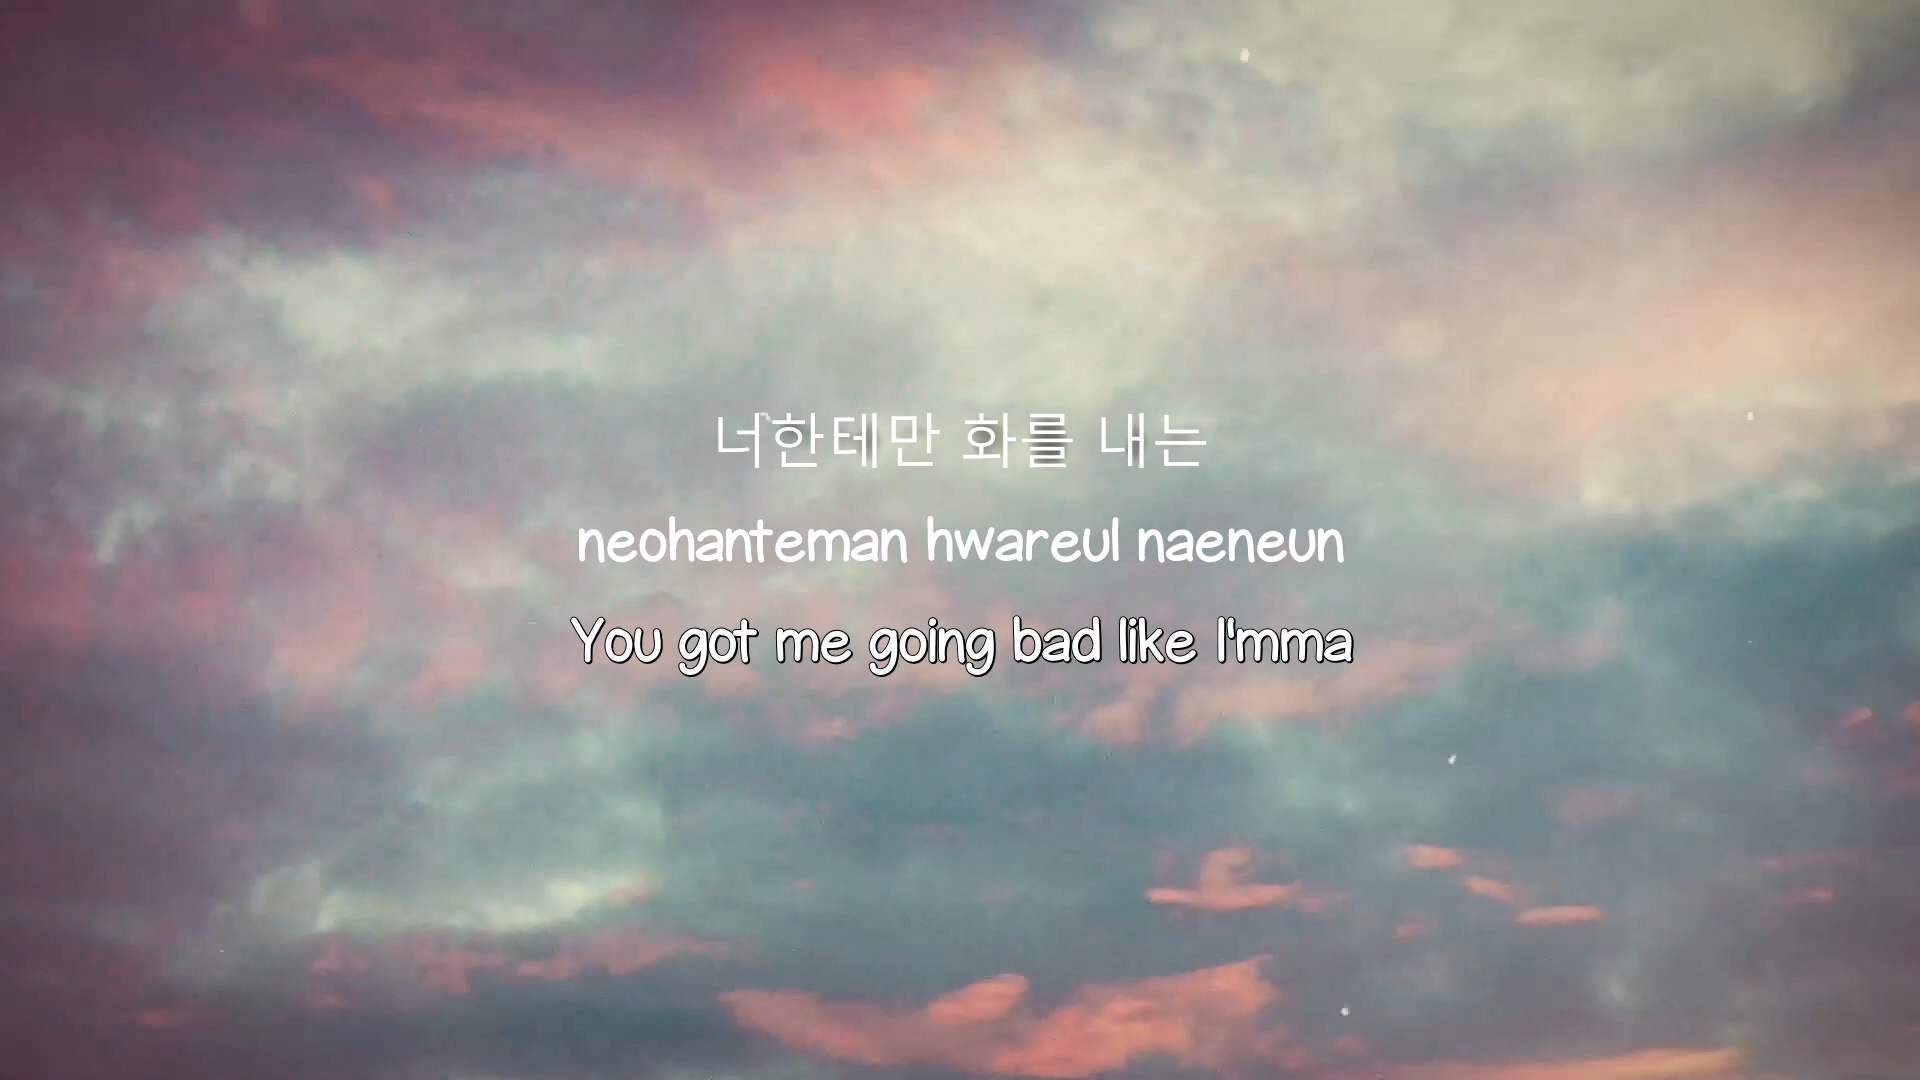 너한테만 화를 내는
neohanteman hwareul naeneun
You got me going bad like I'mma